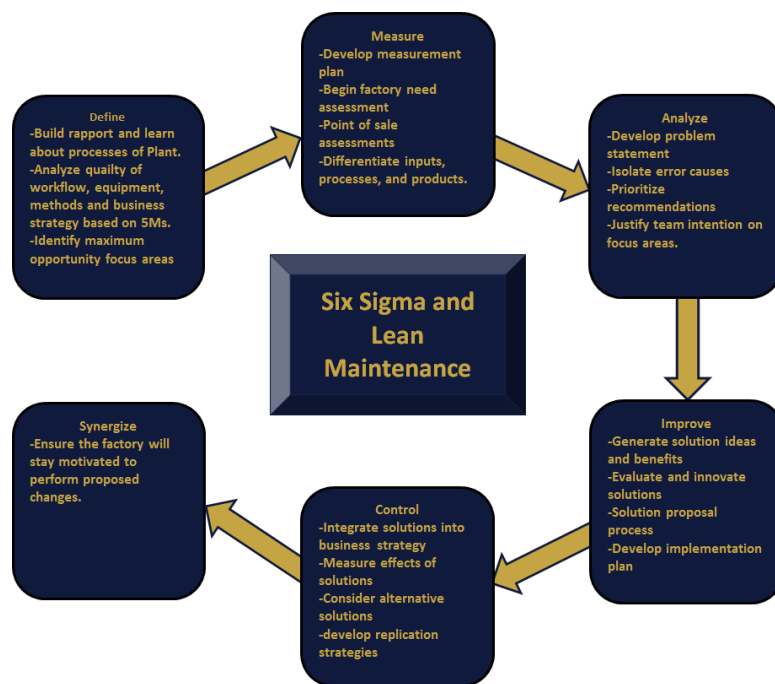 Define
-Build rapport and learn
about processes of Plant.
-Analyze quailty of
workflow, equipment,
methods and business
strategy based on 5Ms.
-Identify maximum
opportunity focus areas
Measure
-Develop measurement
plan
-Begin factory need
assessment
-Point of sale
assessments
-Differentiate inputs,
processes, and products.
Analyze
-Develop problem
statement
-Isolate error causes
-Prioritize
recommendations
-Justify team intention on
focus areas.
Six Sigma and
Lean
Maintenance
Improve
-Generate solution ideas
and benefits
-Evaluate and innovate
solutions
-Solution proposal
process
-Develop implementation
plan
Control
-Integrate solutions into
business strategy
-Measure effects of
solutions
-Consider alternative
solutions
-develop replication
strategies
Synergize
-Ensure the factory will
stay motivated to
perform proposed
changes.